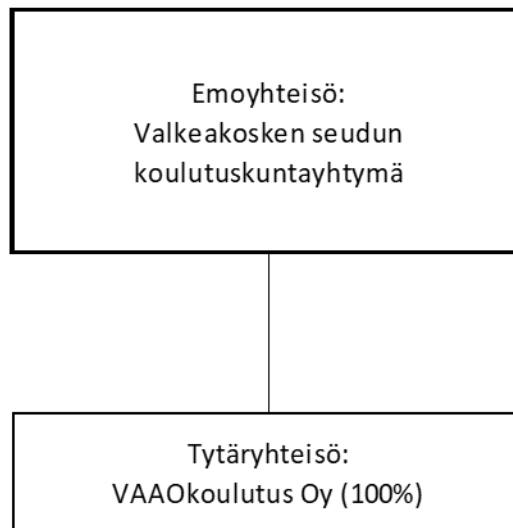 Emoyhteisö:
Valkeakosken seudun
koulutuskuntayhtymä
Tytäryhteisö:
VAAOkoulutus Oy (100%)